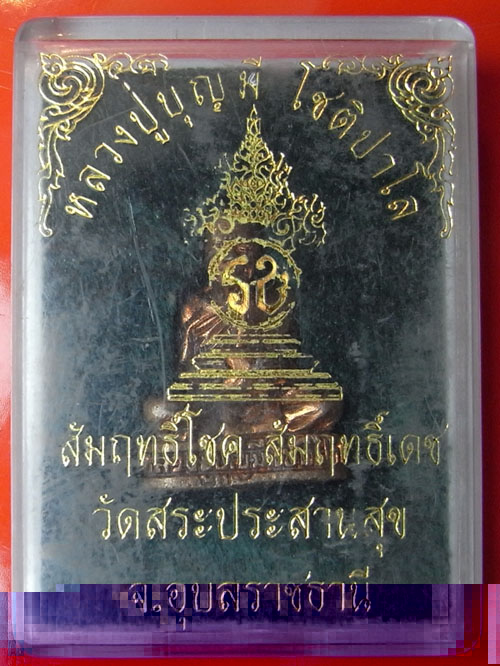 หลวงปู่บุญมี โชติปาโล
รช
สัมฤทธิ์โชค สัมฤทธิ์เดช
วัดสระประสานสุข
จ.อุบลราชธานี